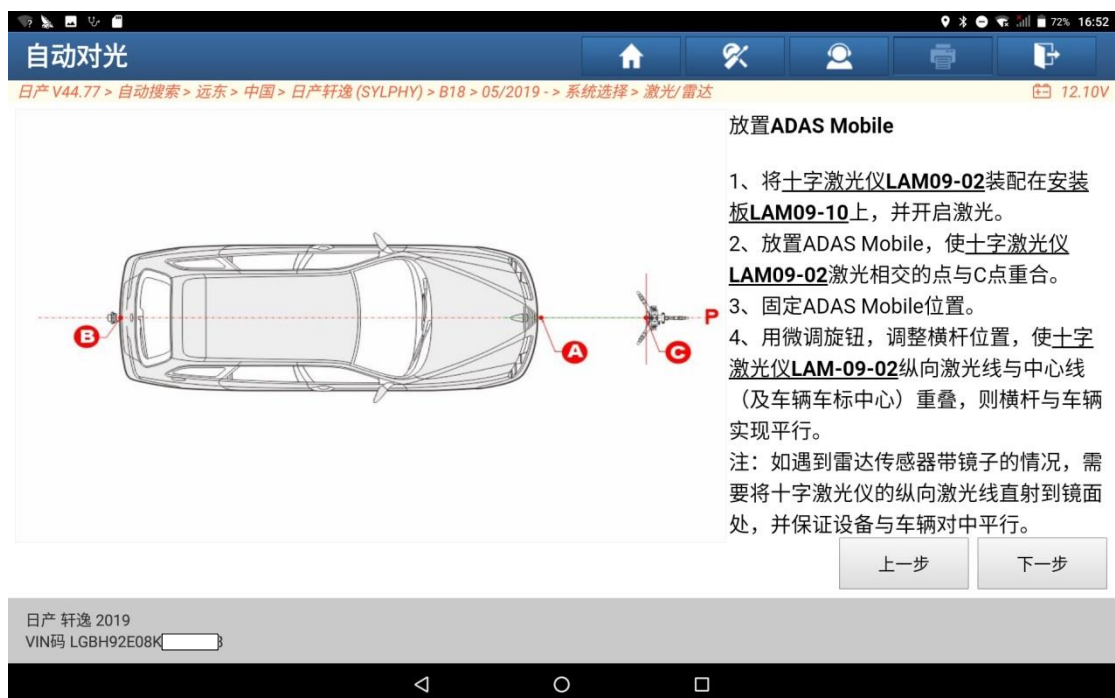 72% 16:52
自动对光
日产 V44.77 > 自动搜索 > 远东 > 中国 > 日产轩逸 (SYLPHY) > B18 > 05/2019 - > 系统选择 > 激光/雷达
12.10V
放置ADAS Mobile
1、将十字激光仪LAM09-02装配在安装
板LAM09-10上，并开启激光。
2、放置ADAS Mobile，使十字激光仪
LAM09-02激光相交的点与C点重合。
3、固定ADAS Mobile位置。
4、用微调旋钮，调整横杆位置，使十字
激光仪LAM-09-02纵向激光线与中心线
（及车辆车标中心）重叠，则横杆与车辆
实现平行。
注：如遇到雷达传感器带镜子的情况，需
要将十字激光仪的纵向激光线直射到镜面
处，并保证设备与车辆对中平行。
B
A
C
P
上一步
下一步
日产 轩逸 2019
VIN码 LGBH92E08K